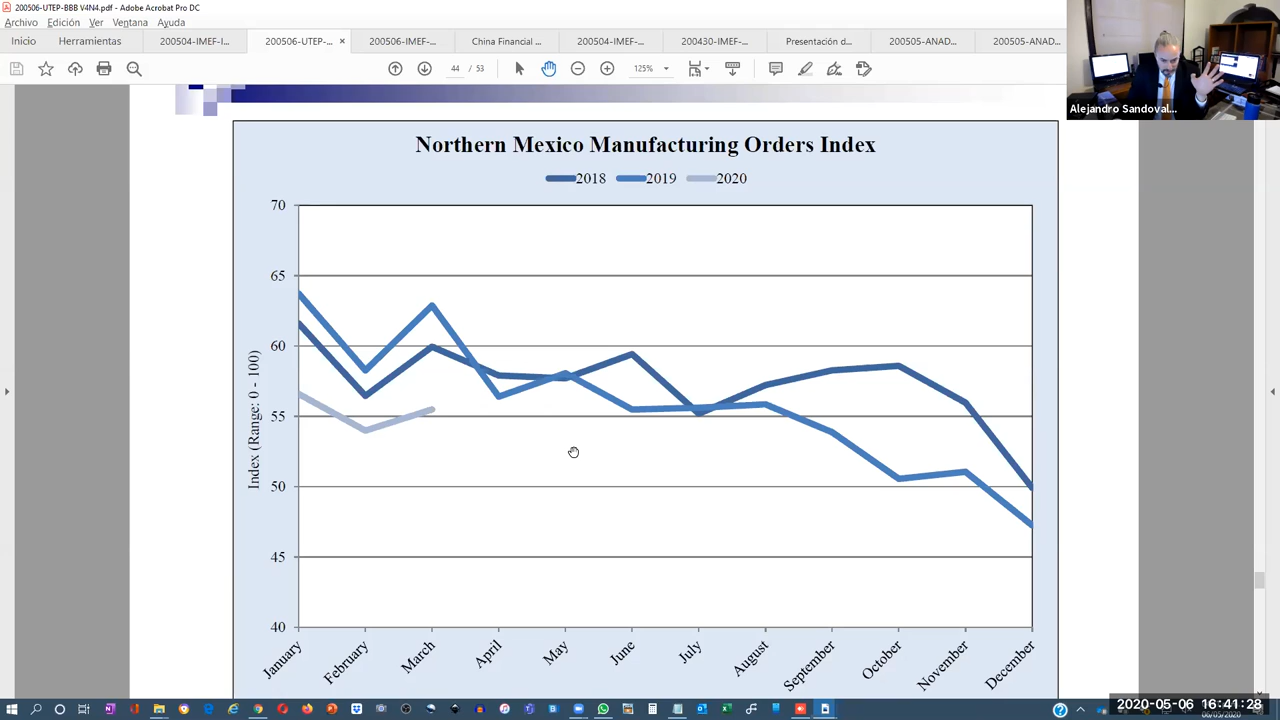 200506-UTEP-BBB V4N4.pdf - Adobe Acrobat Pro DC
Archivo Edición Ver Ventana Ayuda
Inicio Herramientas 200504-IMEF-I... 200506-UTEP-... × 200506-IMEF-... China Financial ... 200504-IMEF-... 200430-IMEF-... Presentación d... 200505-ANAD... 200505-ANAD...
44 / 53 125%
Alejandro Sandoval...
Northern Mexico Manufacturing Orders Index
2018 2019 2020
Index (Range: 0 - 100)
70
65
60
55
50
45
40
January February March April May June July August September October November December
2020-05-06 16:41:28
06/05/2020